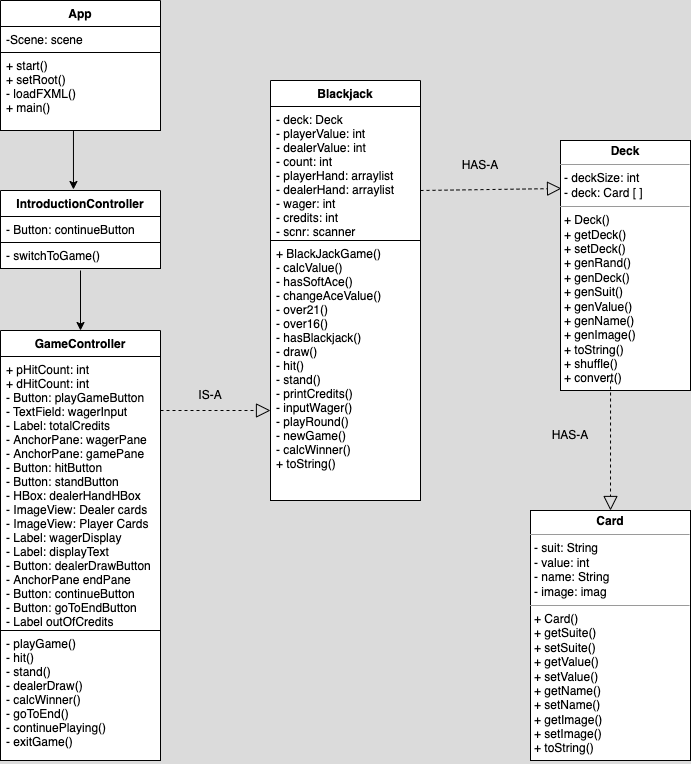 App
-Scene: scene
+ start()
+ setRoot()
- loadFXML()
+ main()
IntroductionController
- Button: continueButton
- switchToGame()
GameController
+ pHitCount: int
+ dHitCount: int
- Button: playGameButton
- TextField: wagerInput
- Label: totalCredits
- AnchorPane: wagerPane
- AnchorPane: gamePane
- Button: hitButton
- Button: standButton
- HBox: dealerHandHBox
- ImageView: Dealer cards
- ImageView: Player Cards
- Label: wagerDisplay
- Label: displayText
- Button: dealerDrawButton
- AnchorPane endPane
- Button: continueButton
- Button: goToEndButton
- Label outOfCredits
- playGame()
- hit()
- stand()
- dealerDraw()
- calcWinner()
- goToEnd()
- continuePlaying()
- exitGame()
IS-A
Blackjack
- deck: Deck
- playerValue: int
- dealerValue: int
- count: int
- playerHand: arraylist
- dealerHand: arraylist
- wager: int
- credits: int
- scnr: scanner
+ BlackJackGame()
- calcValue()
- hasSoftAce()
- changeAceValue()
- over21()
- over16()
- hasBlackjack()
- draw()
- hit()
- stand()
- printCredits()
- inputWager()
- playRound()
- newGame()
- calcWinner()
+ toString()
HAS-A
Deck
- deckSize: int
- deck: Card [ ]
+ Deck()
+ getDeck()
+ setDeck()
+ genRand()
+ genDeck()
+ genSuit()
+ genValue()
+ genName()
+ genImage()
+ toString()
+ shuffle()
+ convert()
HAS-A
Card
- suit: String
- value: int
- name: String
- image: imag
+ Card()
+ getSuite()
+ setSuite()
+ getValue()
+ setValue()
+ getName()
+ setName()
+ getImage()
+ setImage()
+ toString()